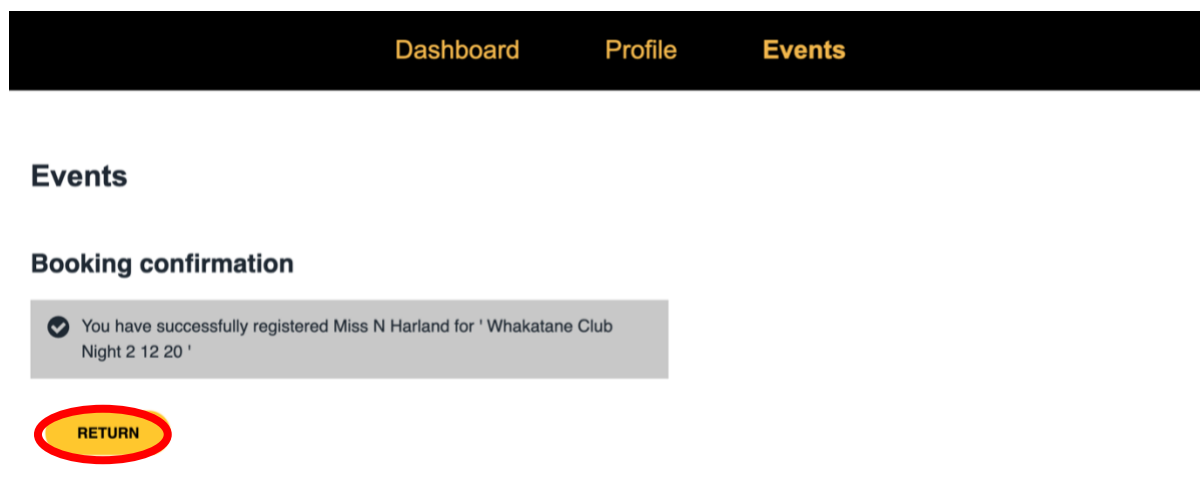 Dashboard Profile Events
Events
Booking confirmation
You have successfully registered Miss N Harland for ' Whakatane Club
Night 2 12 20 '
RETURN